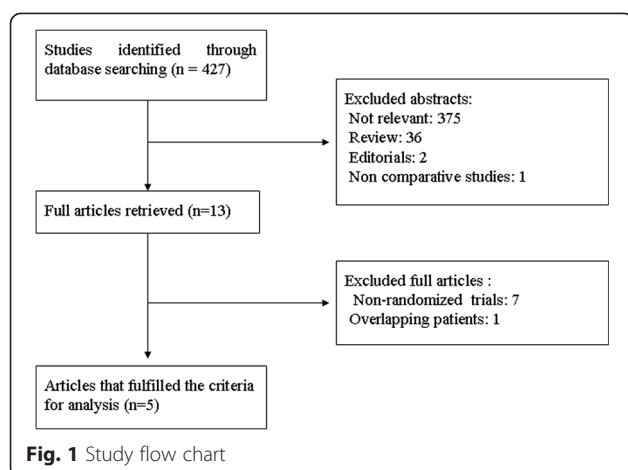 Studies identified through
database searching (n = 427)
Excluded abstracts:
Not relevant: 375
Review: 36
Editorials: 2
Non comparative studies: 1
Full articles retrieved (n=13)
Excluded full articles :
Non-randomized trials: 7
Overlapping patients: 1
Articles that fulfilled the criteria
for analysis (n=5)
Fig. 1 Study flow chart